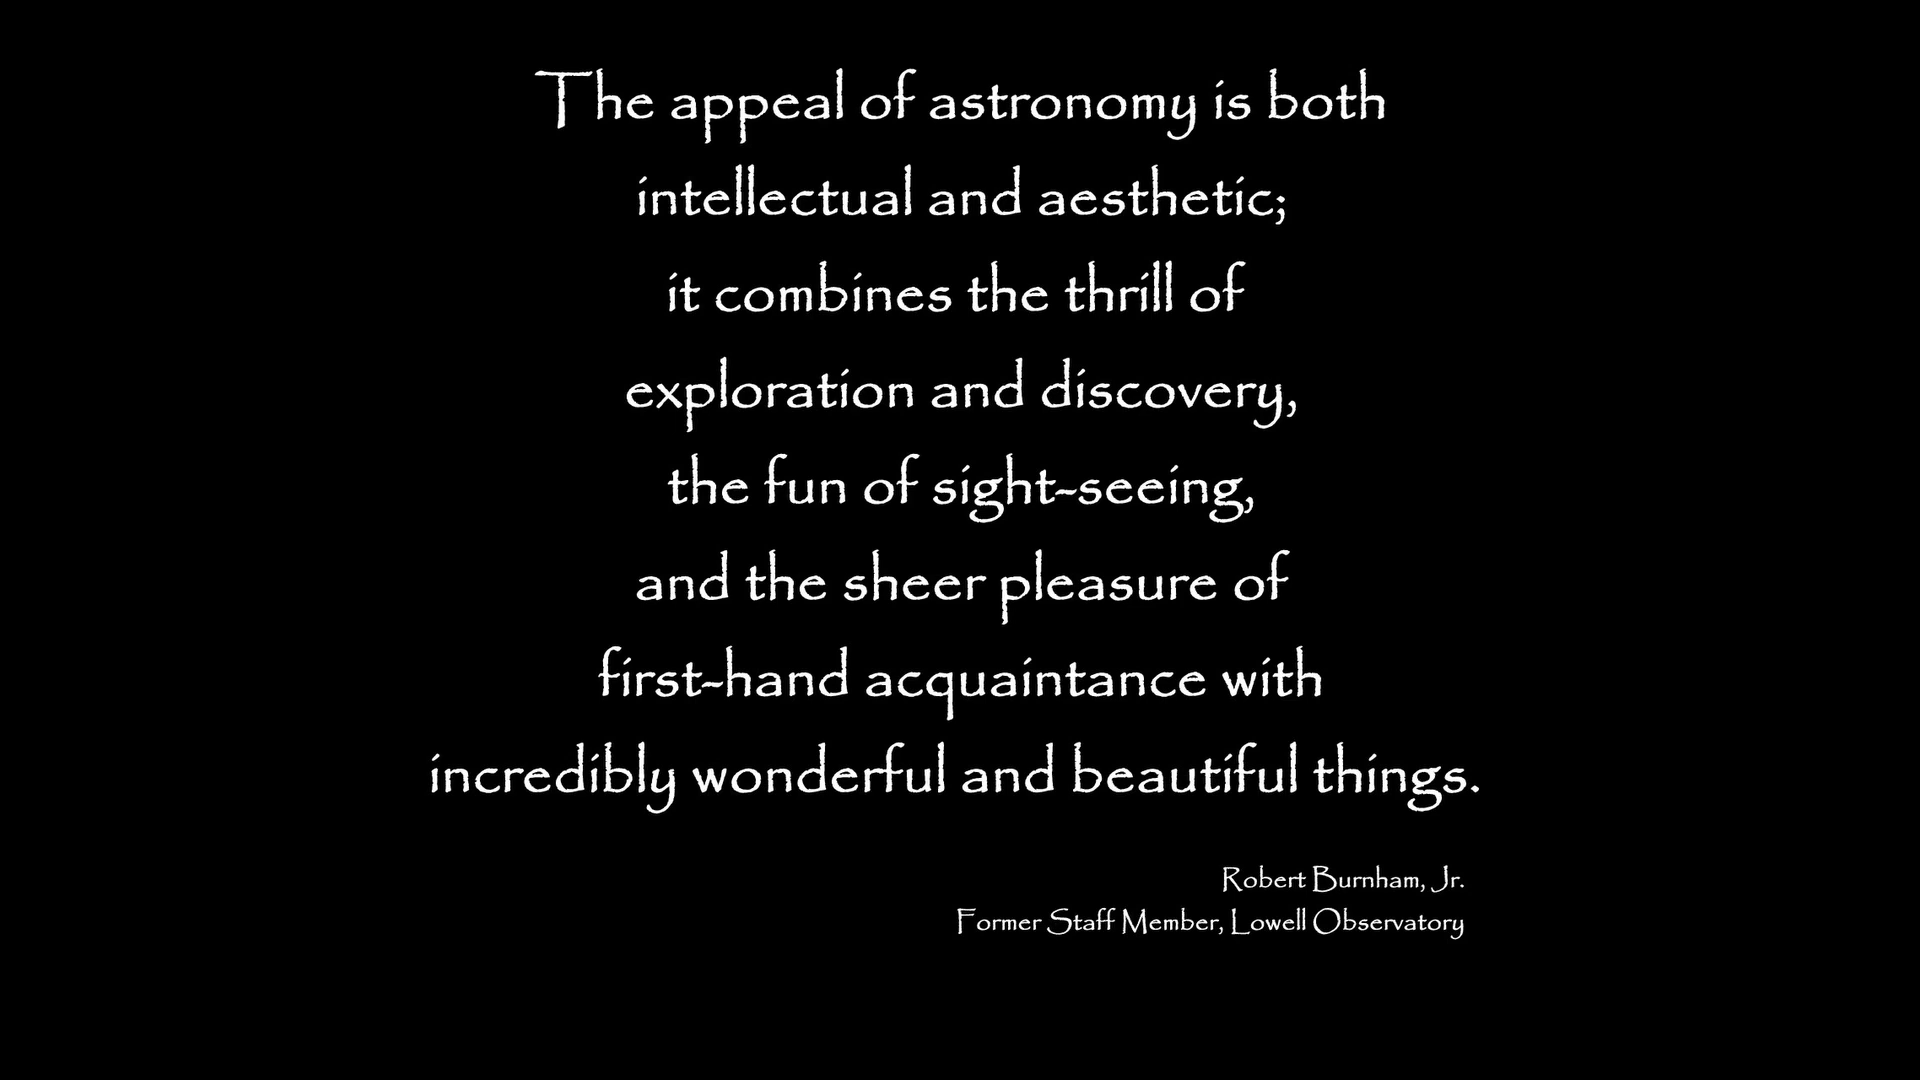 The appeal of astronomy is both
intellectual and aesthetic;
it combines the thrill of
exploration and discovery,
the fun of sight-seeing,
and the sheer pleasure of
first-hand acquaintance with
incredibly wonderful and beautiful things.
Robert Burnham, Jr.
Former Staff Member, Lowell Observatory